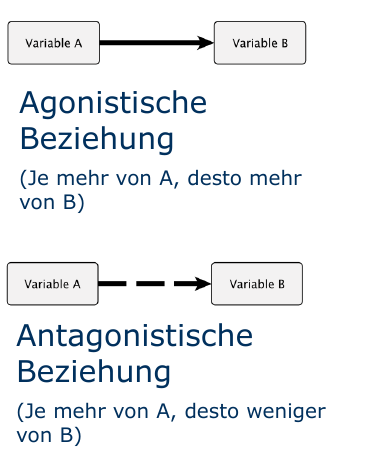 Variable A Variable B
Agonistische
Beziehung
(Je mehr von A, desto mehr
von B)
Variable A Variable B
Antagonistische
Beziehung
(Je mehr von A, desto weniger
von B)